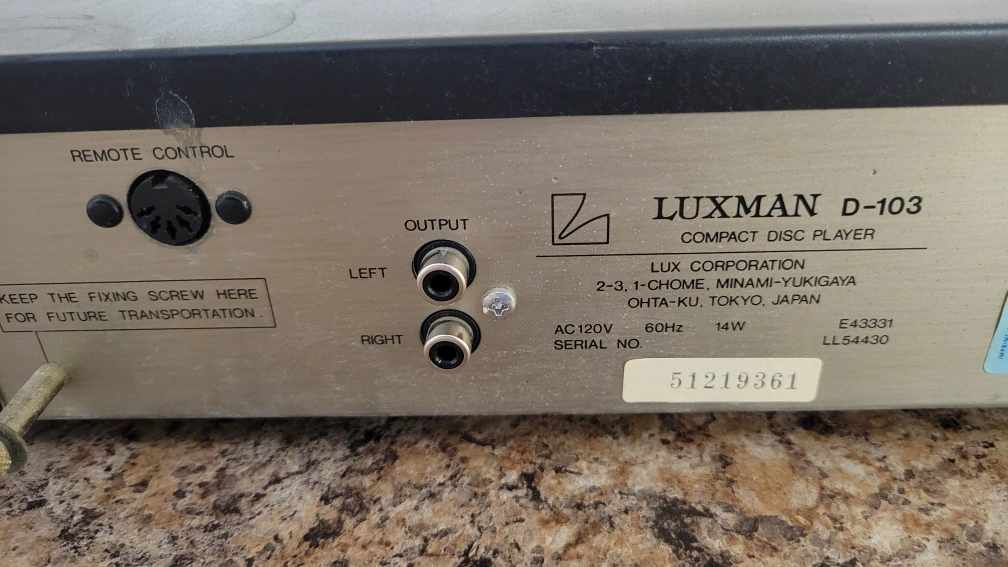 REMOTE CONTROL
KEEP THE FIXING SCREW HERE
FOR FUTURE TRANSPORTATION.
OUTPUT
LEFT
RIGHT
LUXMAN D-103
COMPACT DISC PLAYER
LUX CORPORATION
2-3, 1-CHOME, MINAMI-YUKIGAYA
OHTA-KU, TOKYO, JAPAN
AC120V 60Hz 14W E43331
SERIAL NO. LL54430
51219361